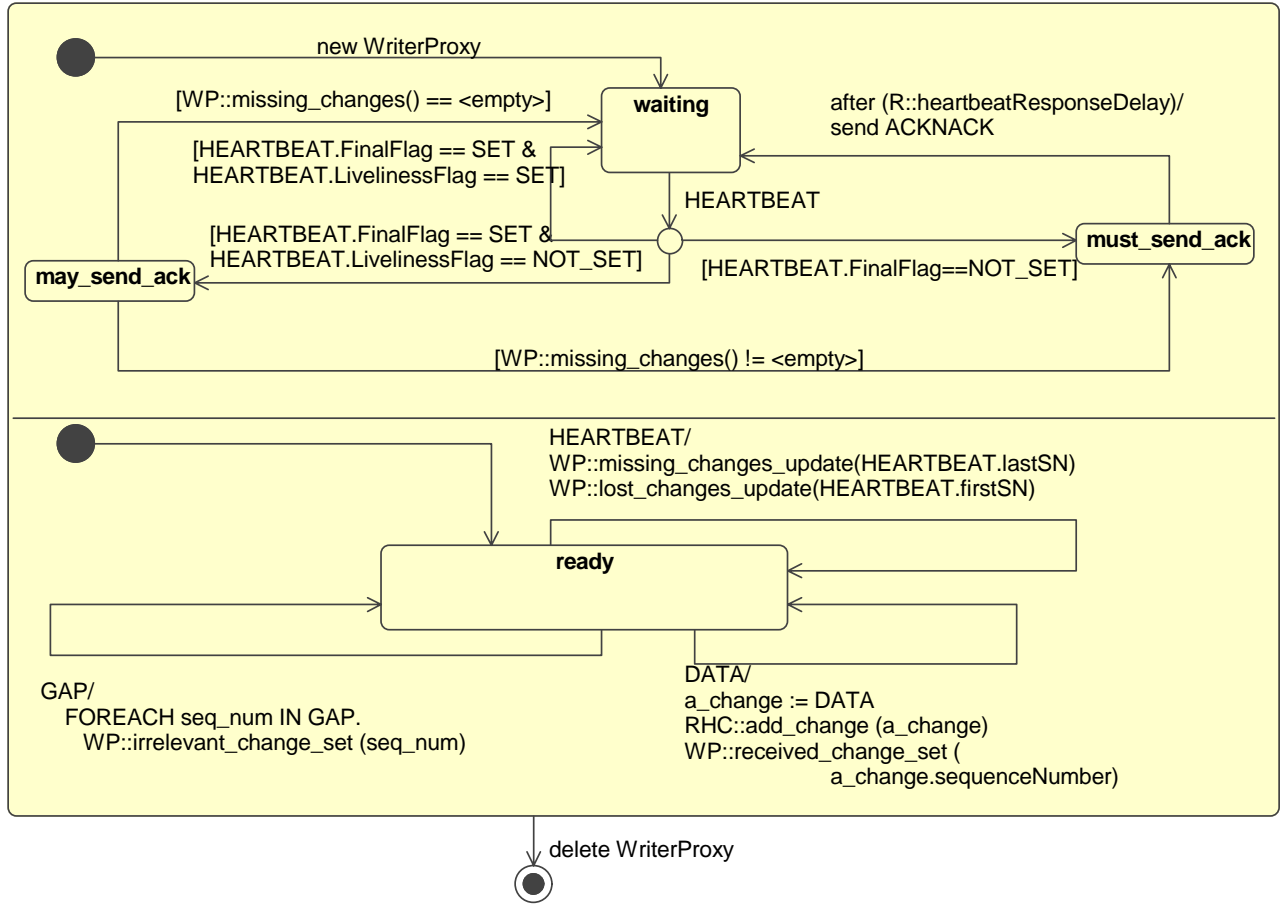 new WriterProxy
[WP::missing_changes() == <empty>]
waiting
after (R::heartbeatResponseDelay)/
send ACKNACK
[HEARTBEAT.FinalFlag == SET &
HEARTBEAT.LivelinessFlag == SET]
HEARTBEAT
[HEARTBEAT.FinalFlag == SET &
HEARTBEAT.LivelinessFlag == NOT_SET]
must_send_ack
may_send_ack
[HEARTBEAT.FinalFlag==NOT_SET]
[WP::missing_changes() != <empty>]
HEARTBEAT/
WP::missing_changes_update(HEARTBEAT.lastSN)
WP::lost_changes_update(HEARTBEAT.firstSN)
ready
GAP/
FOREACH seq_num IN GAP.
WP::irrelevant_change_set (seq_num)
DATA/
a_change := DATA
RHC::add_change (a_change)
WP::received_change_set (
a_change.sequenceNumber)
delete WriterProxy